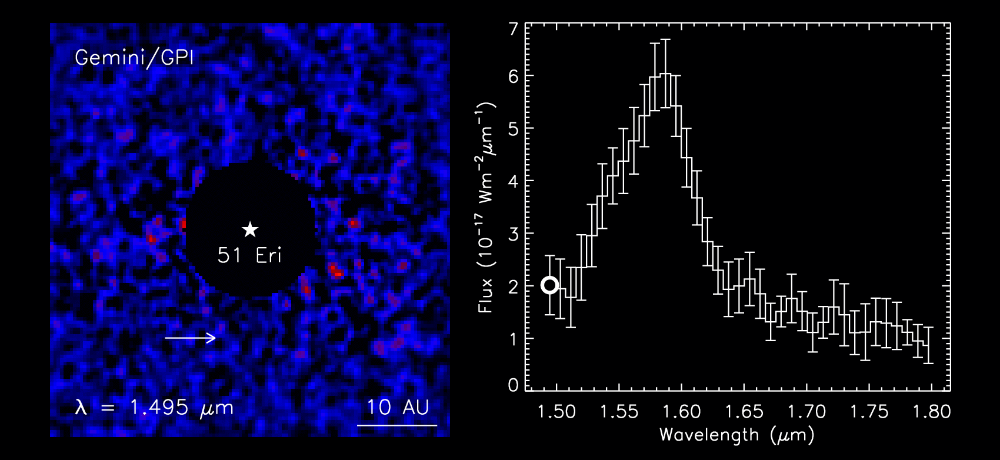 Gemini/GPI
51 Eri
λ = 1.495 μm
10 AU
Flux (10⁻¹⁷ Wm⁻²μm⁻¹)
7
6
5
4
3
2
1
0
1.50 1.55 1.60 1.65 1.70 1.75 1.80
Wavelength (μm)